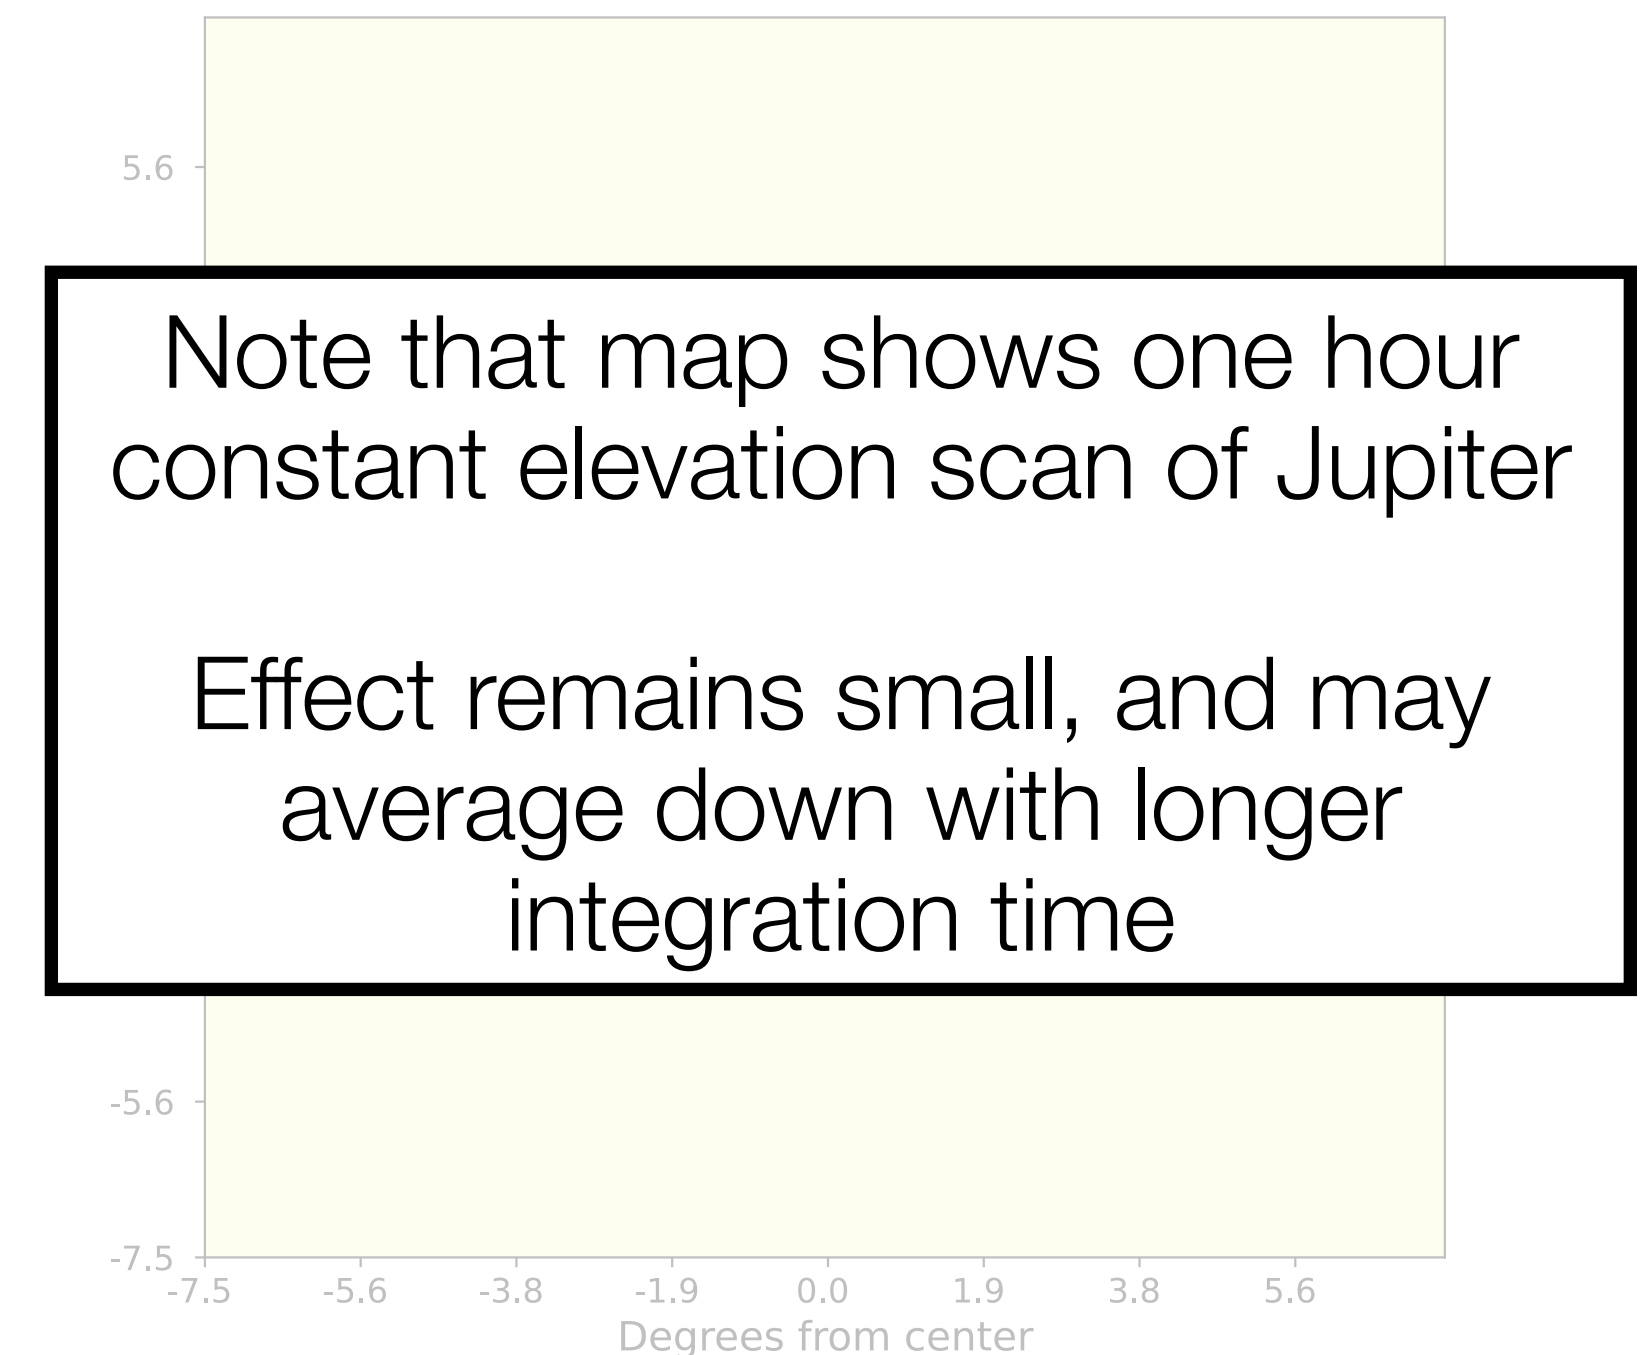 5.6
Note that map shows one hour
constant elevation scan of Jupiter
Effect remains small, and may
average down with longer
integration time
-5.6
-7.5
-7.5 -5.6 -3.8 -1.9 0.0 1.9 3.8 5.6
Degrees from center